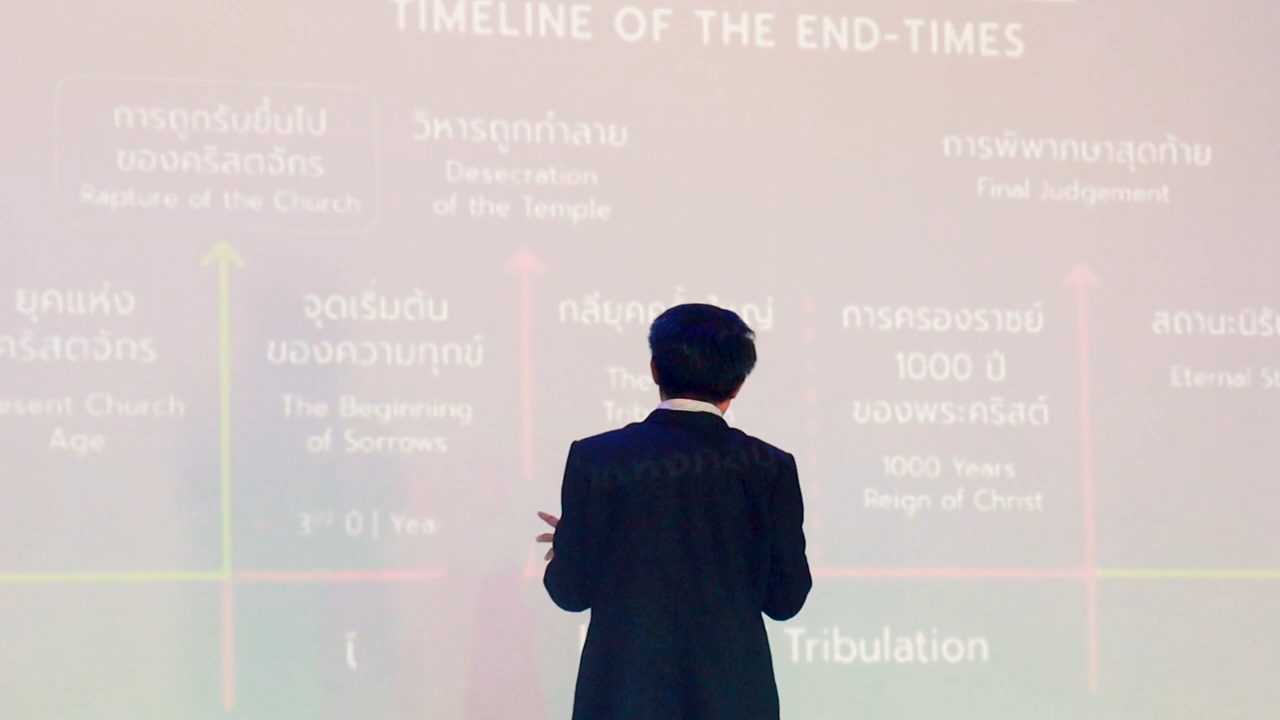 TIMELINE OF THE END-TIMES
การถูกรับขึ้นไป
ของคริสตจักร
Rapture of the Church
วิหารถูกทำลาย
Desecration
of the Temple
การพิพากษาสุดท้าย
Final Judgement
ยุคแห่ง
คริสตจักร
Church
Age
จุดเริ่มต้น
ของความทุกข์
The Beginning
of Sorrows
การครองราชย์
1000 ปี
ของพระคริสต์
1000 Years
Reign of Christ
Eternal
Tribulation